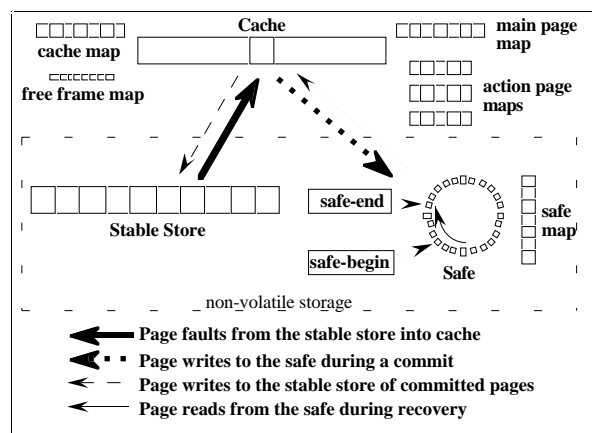 Cache
cache map
main page
map
free frame map
action page
maps
safe-end
safe
map
Stable Store
safe-begin
Safe
non-volatile storage
Page faults from the stable store into cache
Page writes to the safe during a commit
Page writes to the stable store of committed pages
Page reads from the safe during recovery